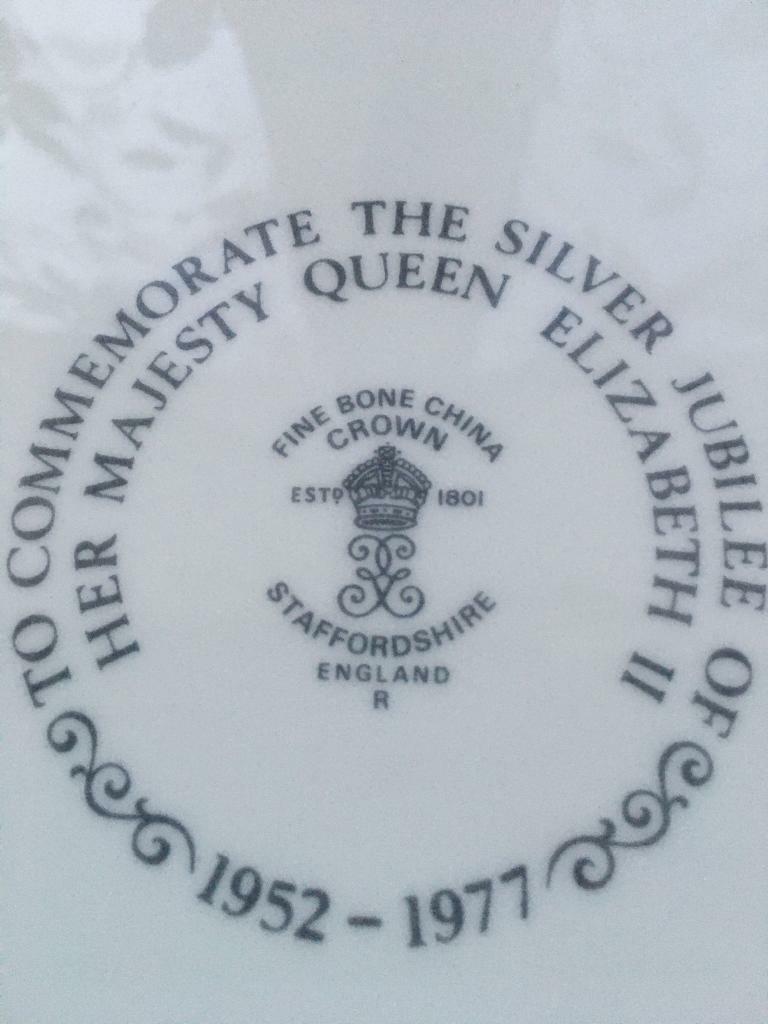 TO COMMEMORATE THE SILVER JUBILEE OF
HER MAJESTY QUEEN ELIZABETH II
FINE BONE CHINA
CROWN
ESTD 1801
STAFFORDSHIRE
ENGLAND
R
1952 - 1977